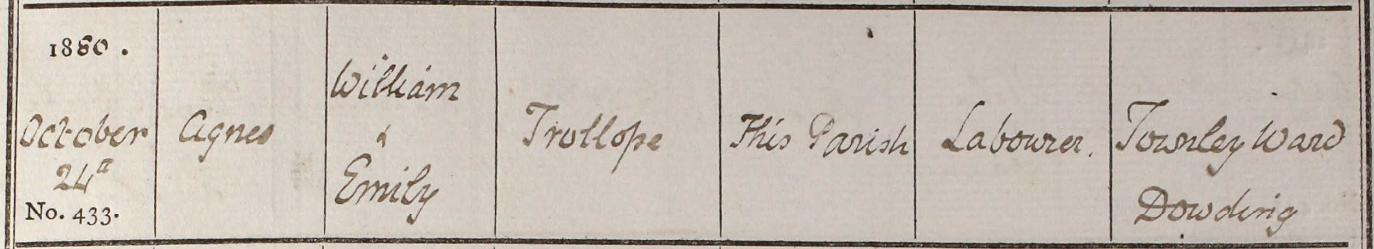 1880.
October
24th
No. 433.
Agnes
William
&
Emily
Trollope
This Parish
Labourer.
Townley Ward
Dowding